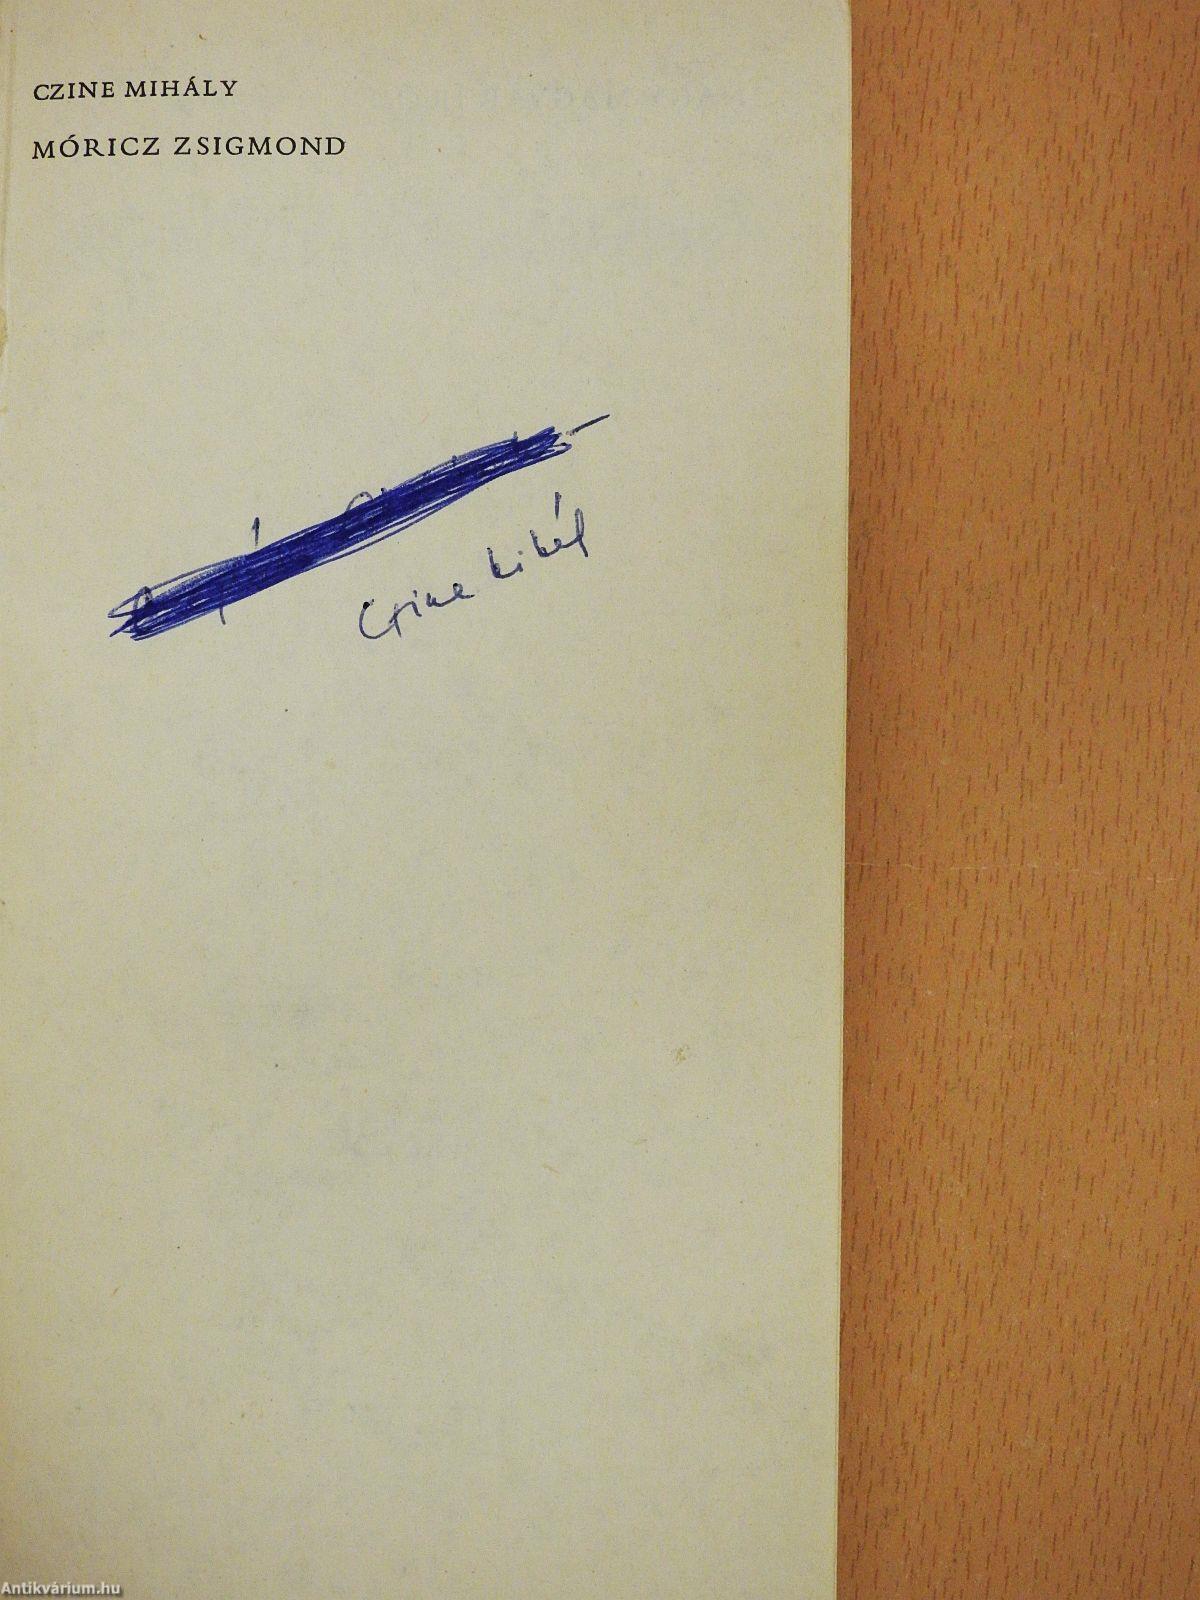 CZINE MIHÁLY
MÓRICZ ZSIGMOND
Czine Mihály
Antikvárium.hu